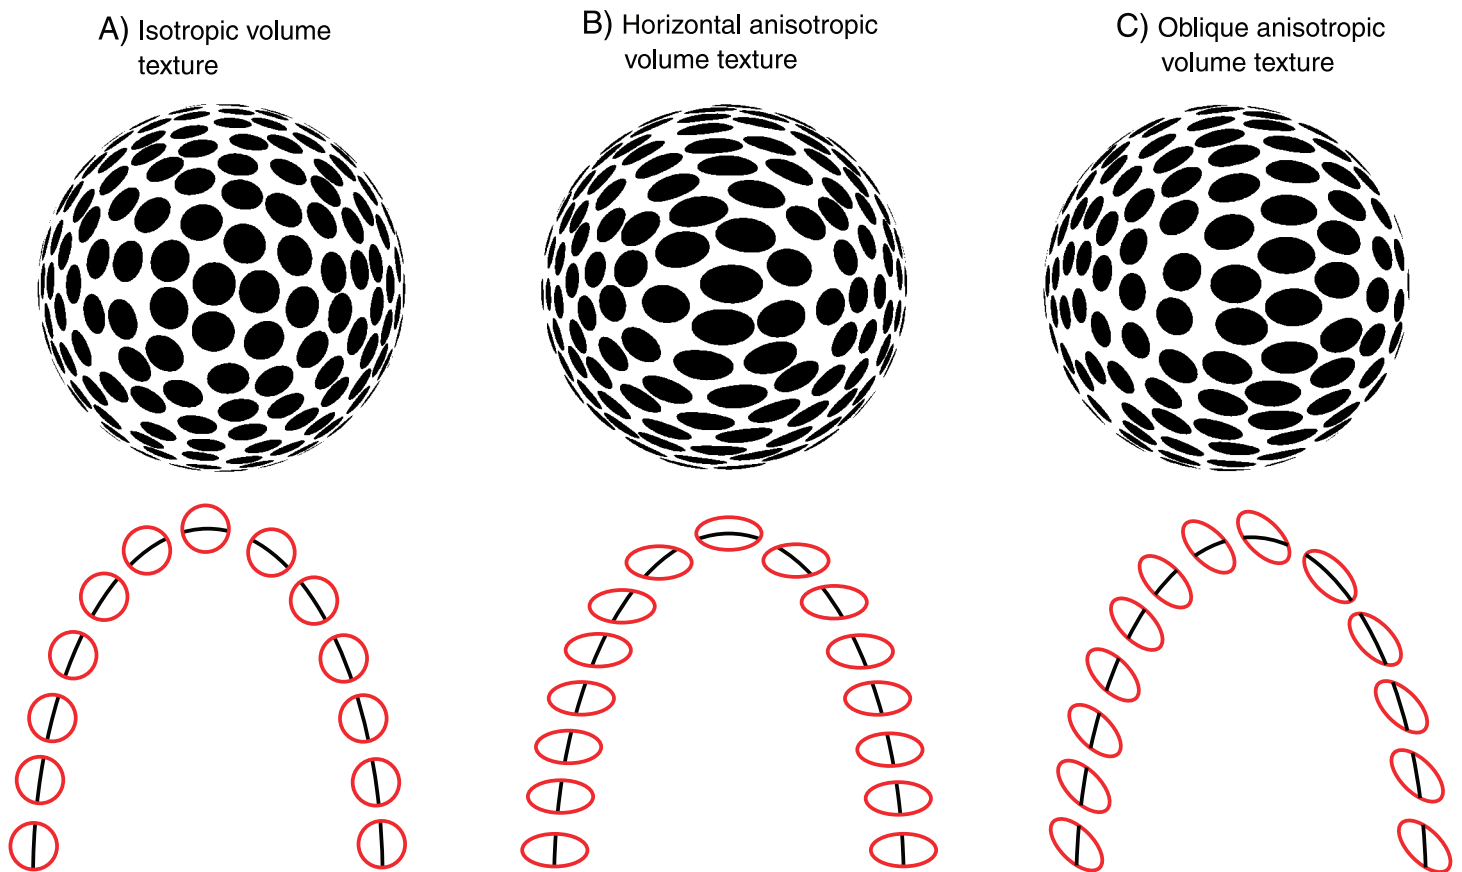 A) Isotropic volume
texture
B) Horizontal anisotropic
volume texture
C) Oblique anisotropic
volume texture